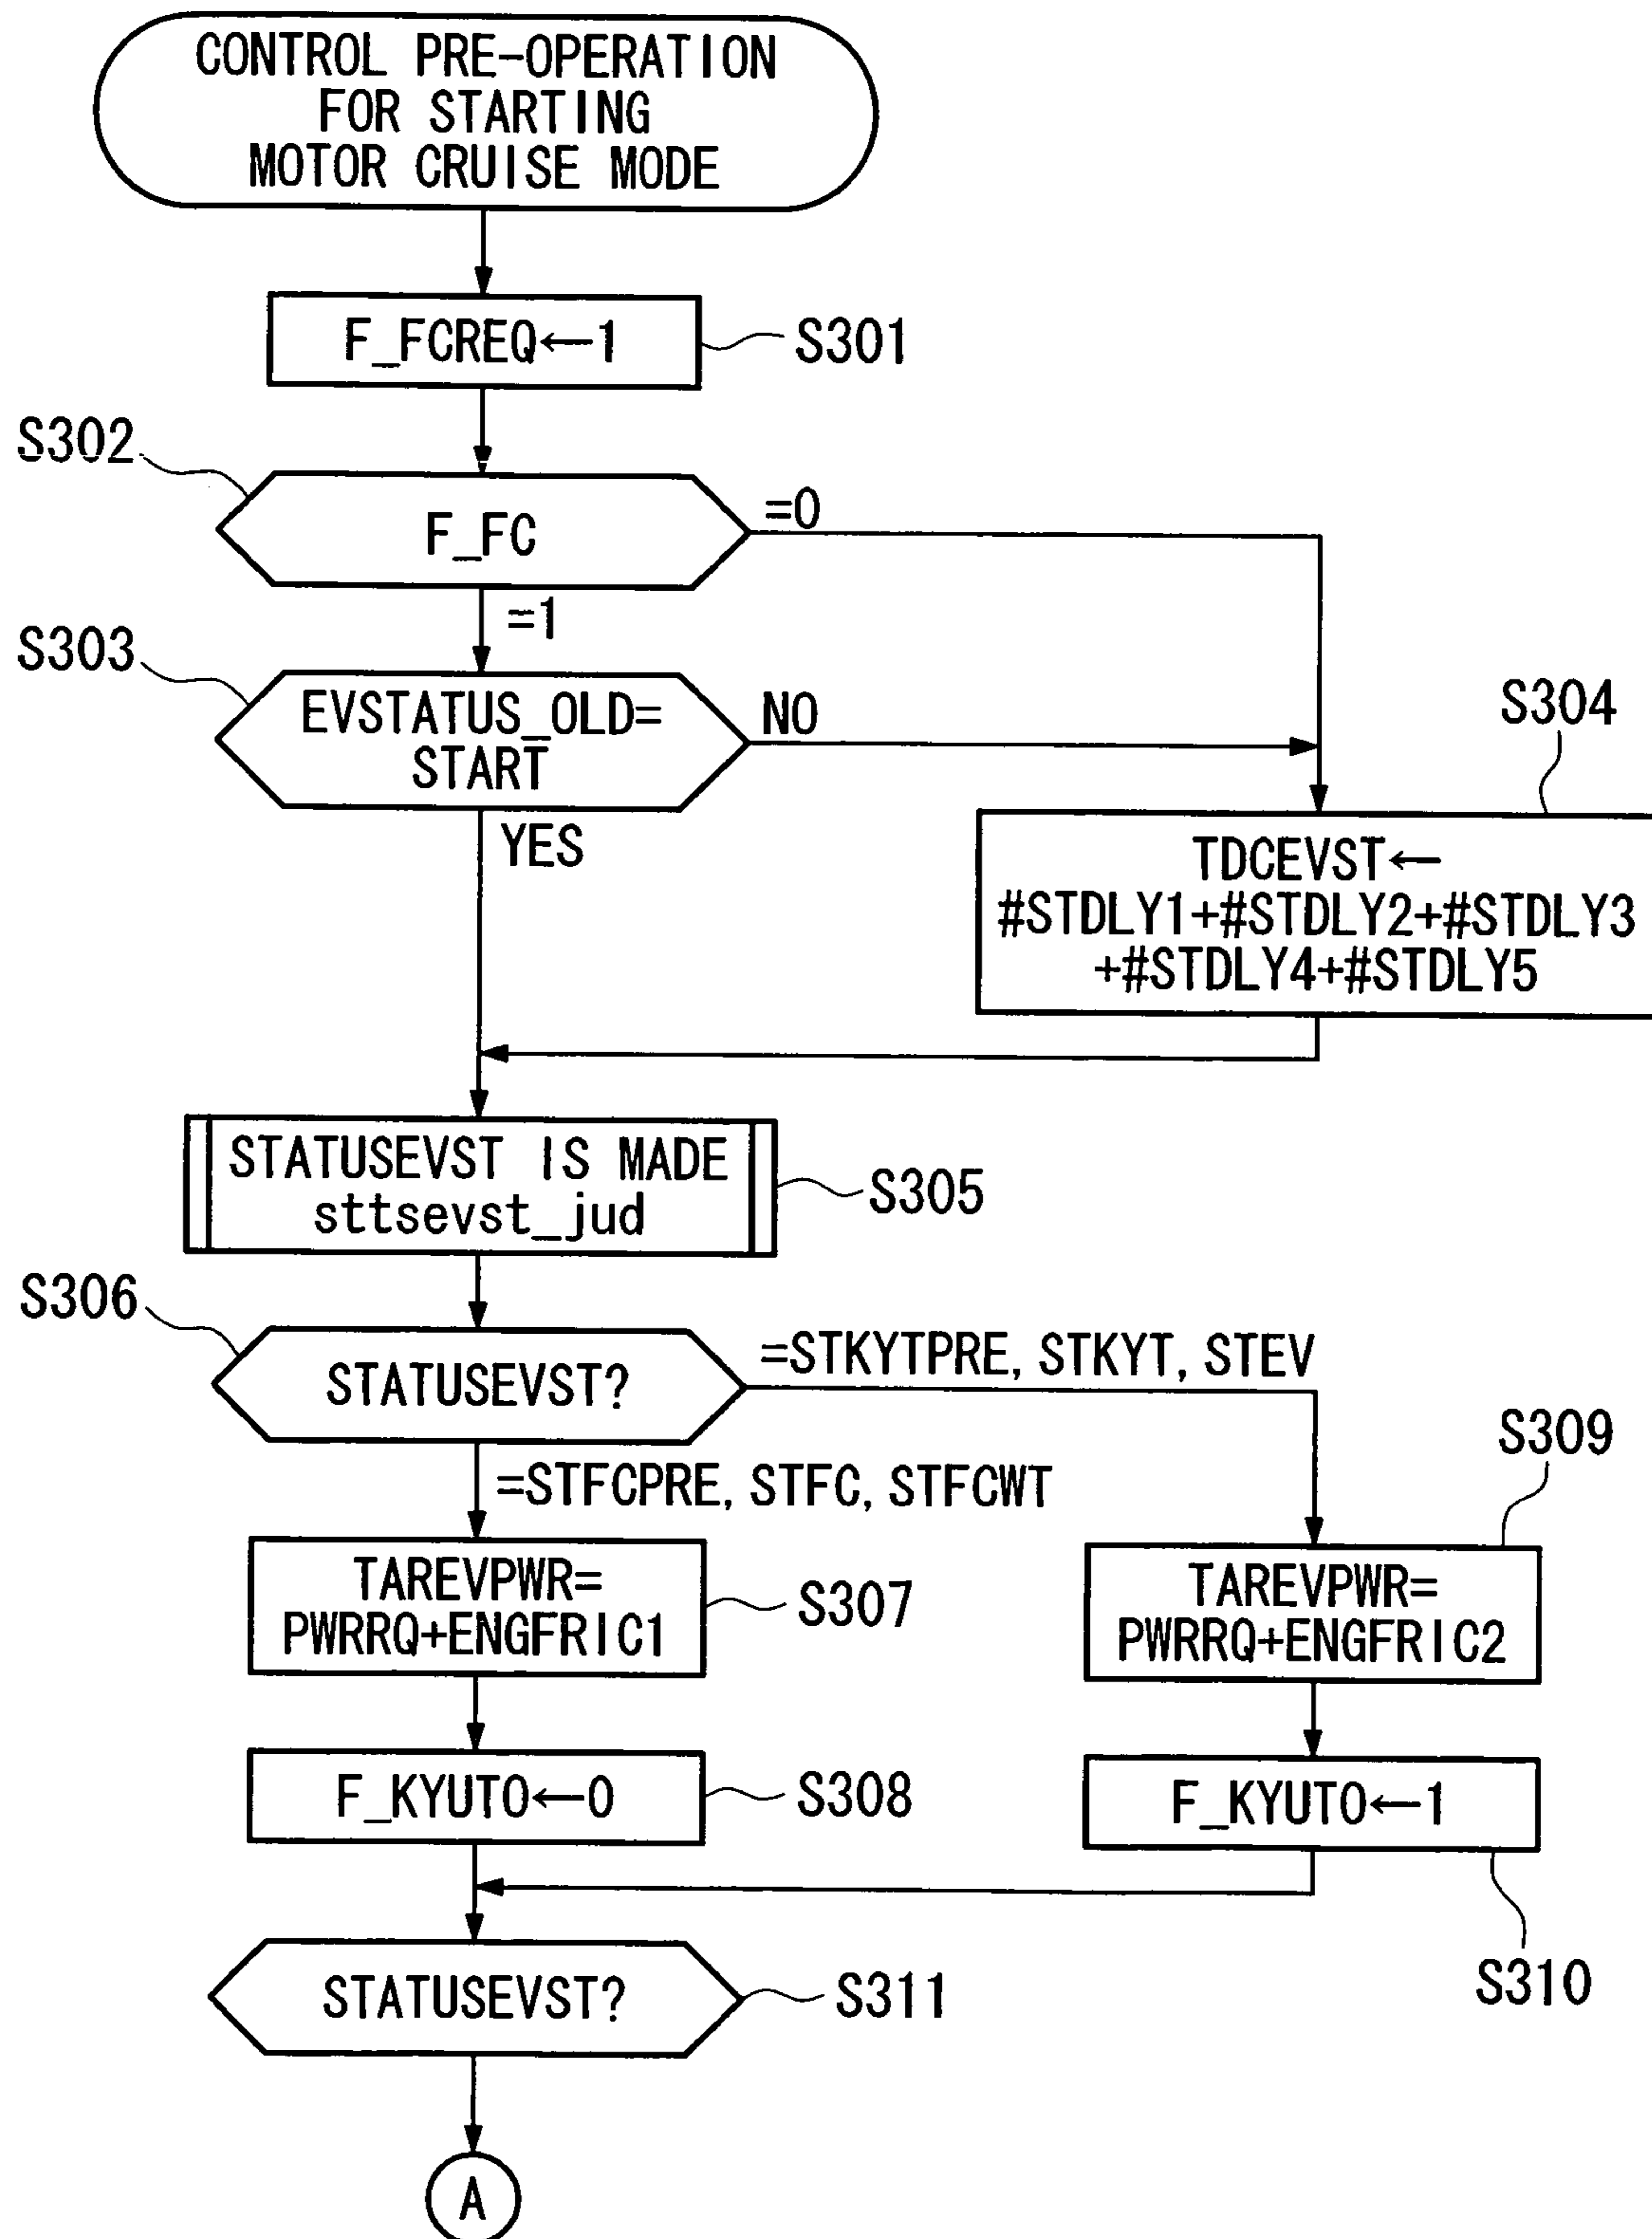 CONTROL PRE-OPERATION
FOR STARTING
MOTOR CRUISE MODE
F_FCREQ←1
S301
S302
F_FC
=0
=1
S303
EVSTATUS_OLD=
START
NO
YES
S304
TDCEVST←
#STDLY1+#STDLY2+#STDLY3
+#STDLY4+#STDLY5
STATUSEVST IS MADE
sttsevst_jud
S305
S306
STATUSEVST?
=STKYTPRE, STKYT, STEV
=STFCPRE, STFC, STFCWT
S309
TAREVPWR=
PWRRQ+ENGFRIC1
S307
TAREVPWR=
PWRRQ+ENGFRIC2
F_KYUTO←0
S308
F_KYUTO←1
S310
STATUSEVST?
S311
A